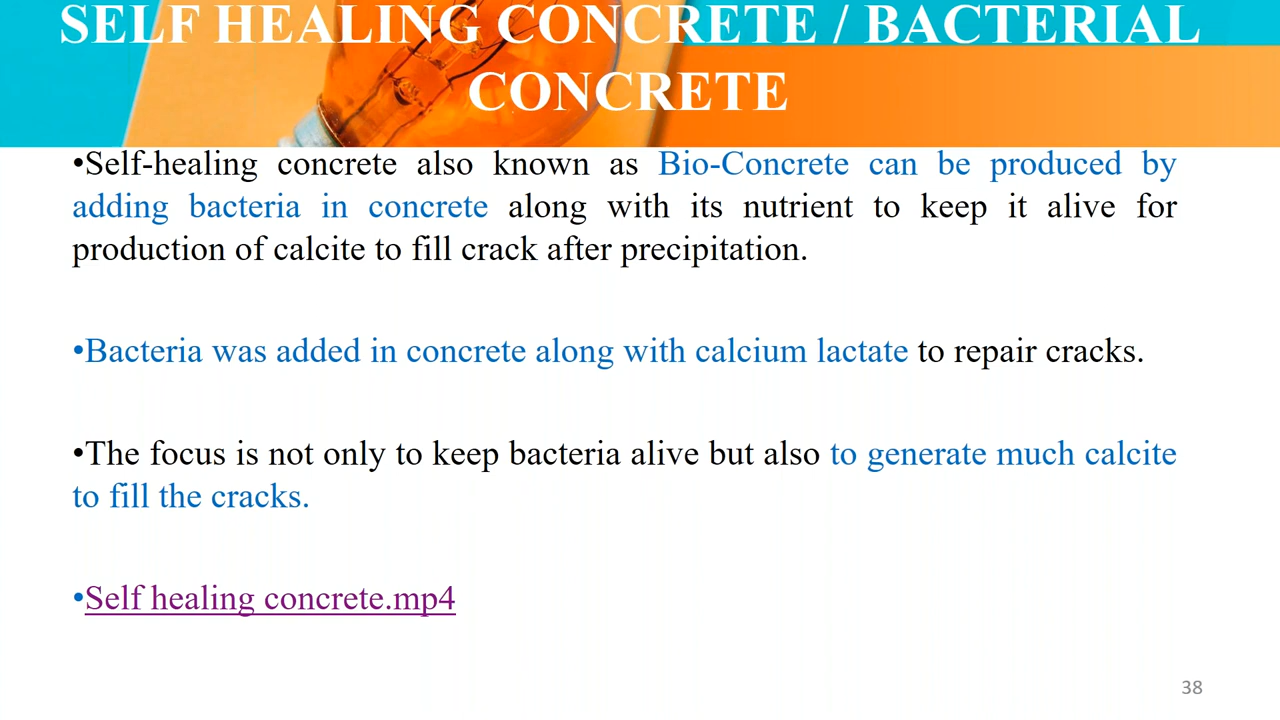 SELF HEALING CONCRETE / BACTERIAL
CONCRETE
•Self-healing concrete also known as Bio-Concrete can be produced by
adding bacteria in concrete along with its nutrient to keep it alive for
production of calcite to fill crack after precipitation.
•Bacteria was added in concrete along with calcium lactate to repair cracks.
•The focus is not only to keep bacteria alive but also to generate much calcite
to fill the cracks.
•Self healing concrete.mp4
38